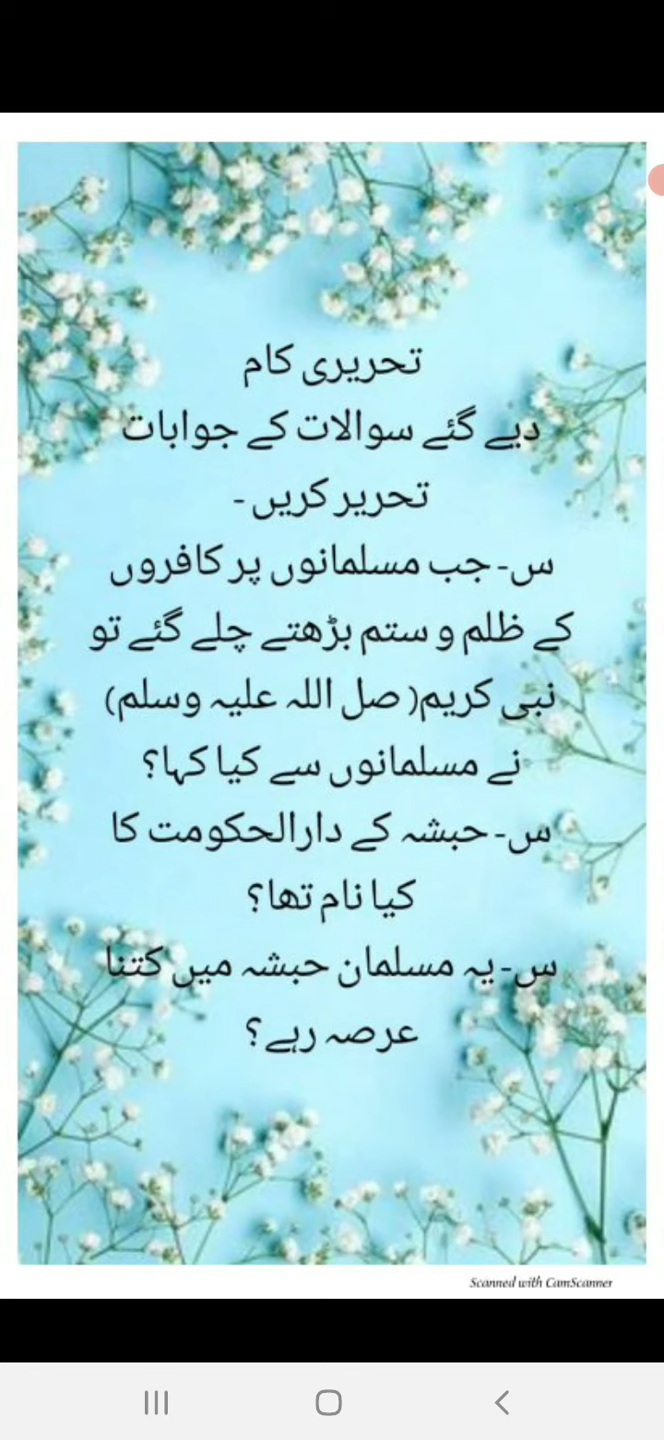 تحریری کام
دیے گئے سوالات کے جوابات
تحریر کریں-
س- جب مسلمانوں پر کافروں
کے ظلم و ستم بڑھتے چلے گئے تو
نبی کریم( صل اللہ علیہ وسلم)
نے مسلمانوں سے کیا کہا؟
س- حبشہ کے دارالحکومت کا
کیا نام تھا؟
س- یہ مسلمان حبشہ میں کتنا
عرصہ رہے؟
Scanned with CamScanner